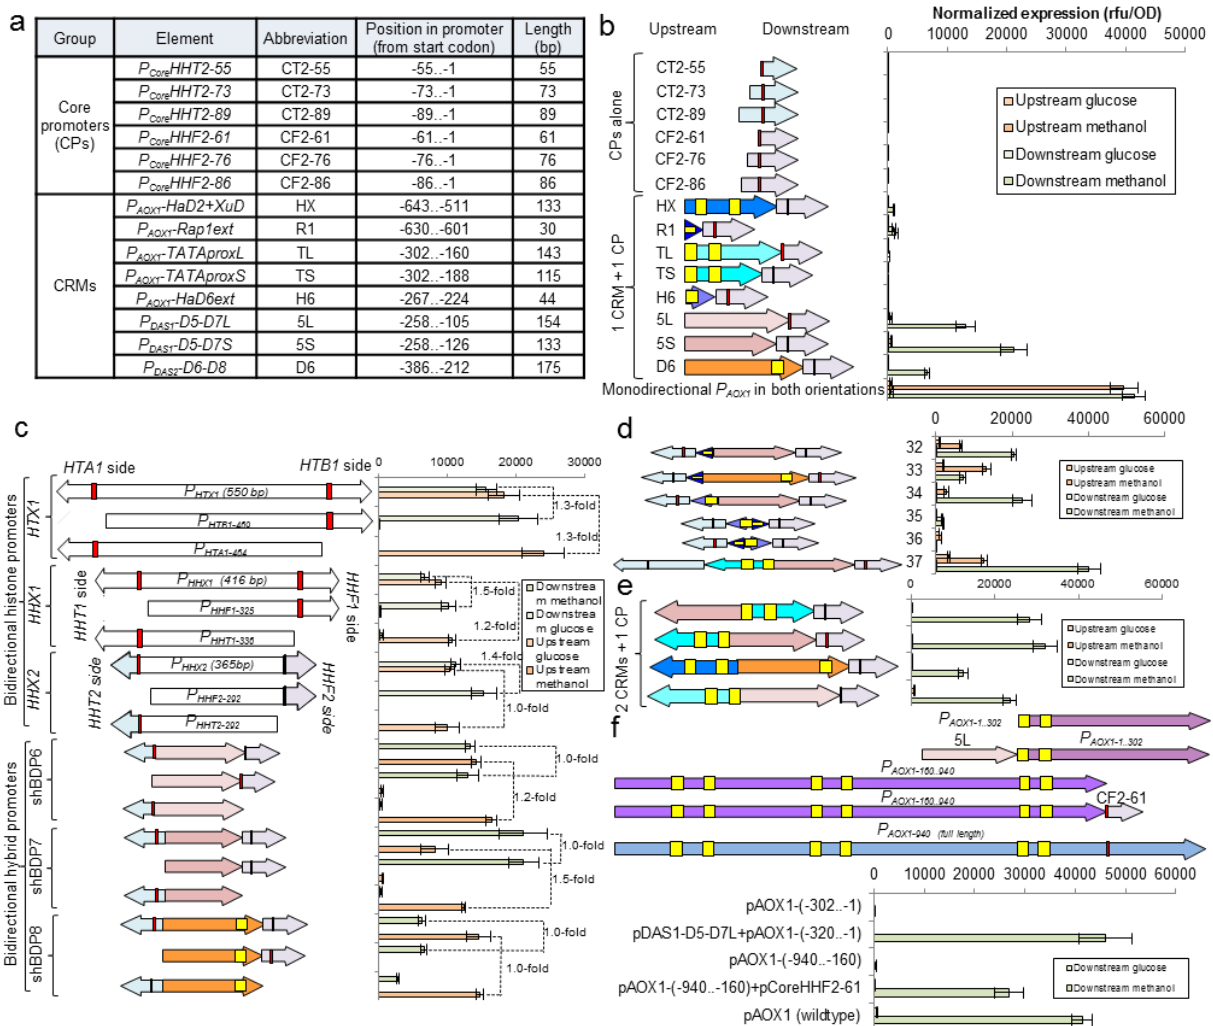 a
Group Element Abbreviation Position in promoter (from start codon) Length (bp)
Core promoters (CPs)
PCoreHHT2-55 CT2-55 -55..-1 55
PCoreHHT2-73 CT2-73 -73..-1 73
PCoreHHT2-89 CT2-89 -89..-1 89
PCoreHHF2-61 CF2-61 -61..-1 61
PCoreHHF2-76 CF2-76 -76..-1 76
PCoreHHF2-86 CF2-86 -86..-1 86
CRMs
PAOX1-HaD2+XuD HX -643..-511 133
PAOX1-Rap1ext R1 -630..-601 30
PAOX1-TATAproxL TL -302..-160 143
PAOX1-TATAproxS TS -302..-188 115
PAOX1-HaD6ext H6 -267..-224 44
PDAS1-D5-D7L 5L -258..-105 154
PDAS1-D5-D7S 5S -258..-126 133
PDAS2-D6-D8 D6 -386..-212 175
b
Upstream Downstream
Normalized expression (rfu/OD)
0 10000 20000 30000 40000 50000
CPs alone
CT2-55
CT2-73
CT2-89
CF2-61
CF2-76
CF2-86
1 CRM + 1 CP
HX
R1
TL
TS
H6
5L
5S
D6
Monodirectional PAOX1 in both orientations
Upstream glucose
Upstream methanol
Downstream glucose
Downstream methanol
c
HTA1 side
HTB1 side
0 10000 20000 30000
Bidirectional histone promoters
HTX1
PHTX1 (550 bp)
PHTB1-469
PHTA1-464
1.3-fold
1.3-fold
HHX1
HHT1 side
HHF1 side
PHHX1 (416 bp)
PHHF1-325
PHHT1-336
1.5-fold
1.2-fold
HHX2
HHT2 side
HHF2 side
PHHX2 (365bp)
PHHF2-292
PHHT2-292
1.4-fold
1.0-fold
Downstrea
m methanol
Downstrea
m glucose
Upstream
glucose
Upstream
methanol
Bidirectional hybrid promoters
shBDP6
1.0-fold
1.2-fold
shBDP7
1.0-fold
1.5-fold
shBDP8
1.0-fold
1.0-fold
d
0 20000 40000 60000
32
33
34
35
36
37
Upstream glucose
Upstream methanol
Downstream glucose
Downstream methanol
e
0 20000 40000 60000
2 CRMs + 1 CP
Upstream glucose
Upstream methanol
Downstream glucose
Downstream methanol
f
PAOX1-1..302
5L
PAOX1-1..302
PAOX1-160..940
PAOX1-160..940
CF2-61
PAOX1-940 (full length)
0 10000 20000 30000 40000 50000 60000
pAOX1-(-302..-1)
pDAS1-D5-D7L+pAOX1-(-320..-1)
pAOX1-(-940..-160)
pAOX1-(-940..-160)+pCoreHHF2-61
pAOX1 (wildtype)
Downstream glucose
Downstream methanol